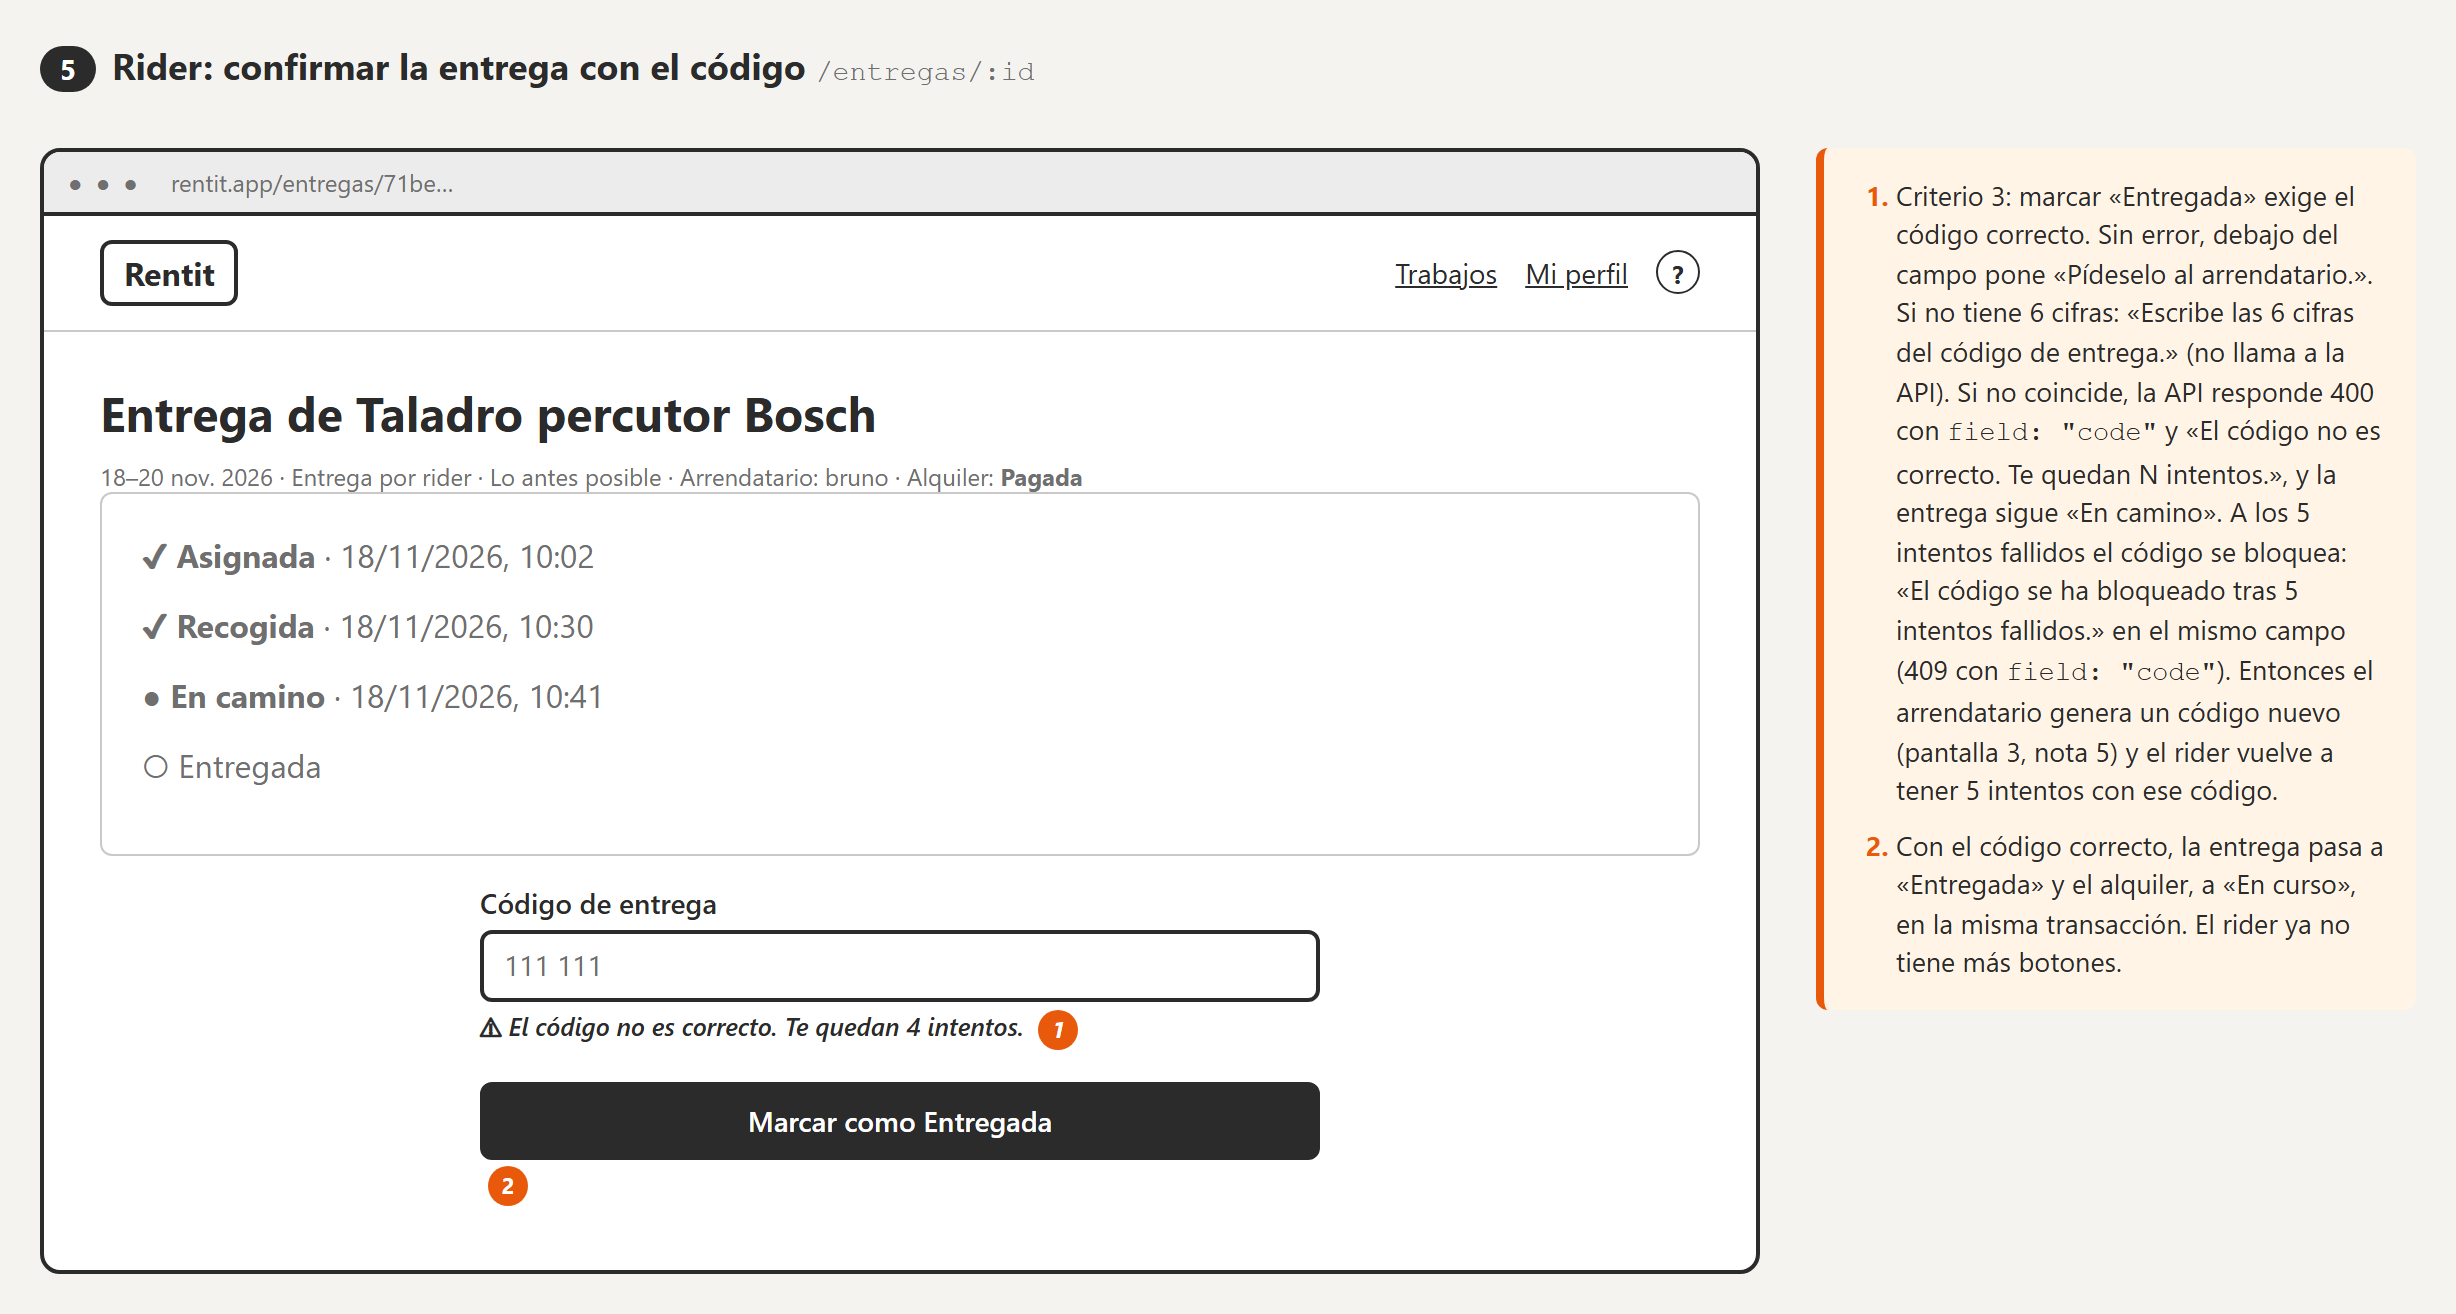 5 Rider: confirmar la entrega con el código /entregas/:id
rentit.app/entregas/71be...
Rentit
Trabajos Mi perfil ?
Entrega de Taladro percutor Bosch
18–20 nov. 2026 · Entrega por rider · Lo antes posible · Arrendatario: bruno · Alquiler: Pagada
✔ Asignada · 18/11/2026, 10:02
✔ Recogida · 18/11/2026, 10:30
● En camino · 18/11/2026, 10:41
○ Entregada
Código de entrega
111 111
⚠ El código no es correcto. Te quedan 4 intentos. 1
Marcar como Entregada
2
1. Criterio 3: marcar «Entregada» exige el
código correcto. Sin error, debajo del
campo pone «Pídeselo al arrendatario.».
Si no tiene 6 cifras: «Escribe las 6 cifras
del código de entrega.» (no llama a la
API). Si no coincide, la API responde 400
con field: "code" y «El código no es
correcto. Te quedan N intentos.», y la
entrega sigue «En camino». A los 5
intentos fallidos el código se bloquea:
«El código se ha bloqueado tras 5
intentos fallidos.» en el mismo campo
(409 con field: "code"). Entonces el
arrendatario genera un código nuevo
(pantalla 3, nota 5) y el rider vuelve a
tener 5 intentos con ese código.
2. Con el código correcto, la entrega pasa a
«Entregada» y el alquiler, a «En curso»,
en la misma transacción. El rider ya no
tiene más botones.